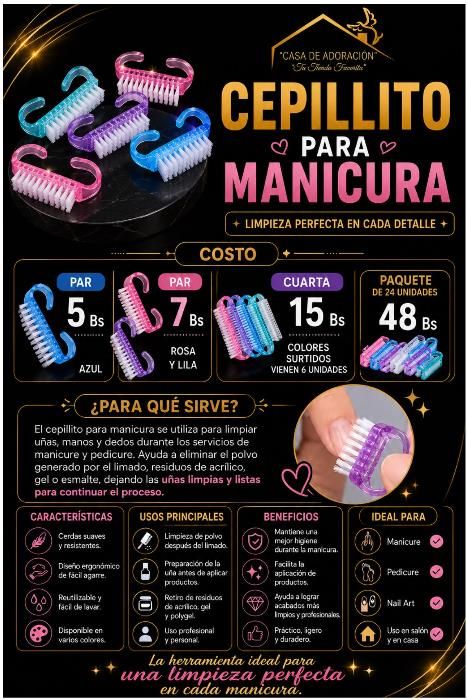 "CASA DE ADORACIÓN"
"Tu Tienda Favorita"
CEPILLITO
PARA
MANICURA
LIMPIEZA PERFECTA EN CADA DETALLE
COSTO
PAR
5 Bs
AZUL
PAR
7 Bs
ROSA
Y LILA
CUARTA
15 Bs
COLORES
SURTIDOS
VIENEN 6 UNIDADES
PAQUETE
DE 24 UNIDADES
48 Bs
¿PARA QUÉ SIRVE?
El cepillito para manicura se utiliza para limpiar
uñas, manos y dedos durante los servicios de
manicure y pedicure. Ayuda a eliminar el polvo
generado por el limado, residuos de acrílico,
gel o esmalte, dejando las uñas limpias y listas
para continuar el proceso.
CARACTERÍSTICAS
Cerdas suaves
y resistentes.
Diseño ergonómico
de fácil agarre.
Reutilizable y
fácil de lavar.
Disponible en
varios colores.
USOS PRINCIPALES
Limpieza de polvo
después del limado.
Preparación de la
uña antes de aplicar
productos.
Retiro de residuos
de acrílico, gel
y polygel.
Uso profesional
y personal.
BENEFICIOS
Mantiene una
mejor higiene
durante la manicura.
Facilita la
aplicación de
productos.
Ayuda a lograr
acabados más
limpios y profesionales.
Práctico, ligero
y duradero.
IDEAL PARA
Manicure
Pedicure
Nail Art
Uso en salón
y en casa
La herramienta ideal para
una limpieza perfecta
en cada manicura.